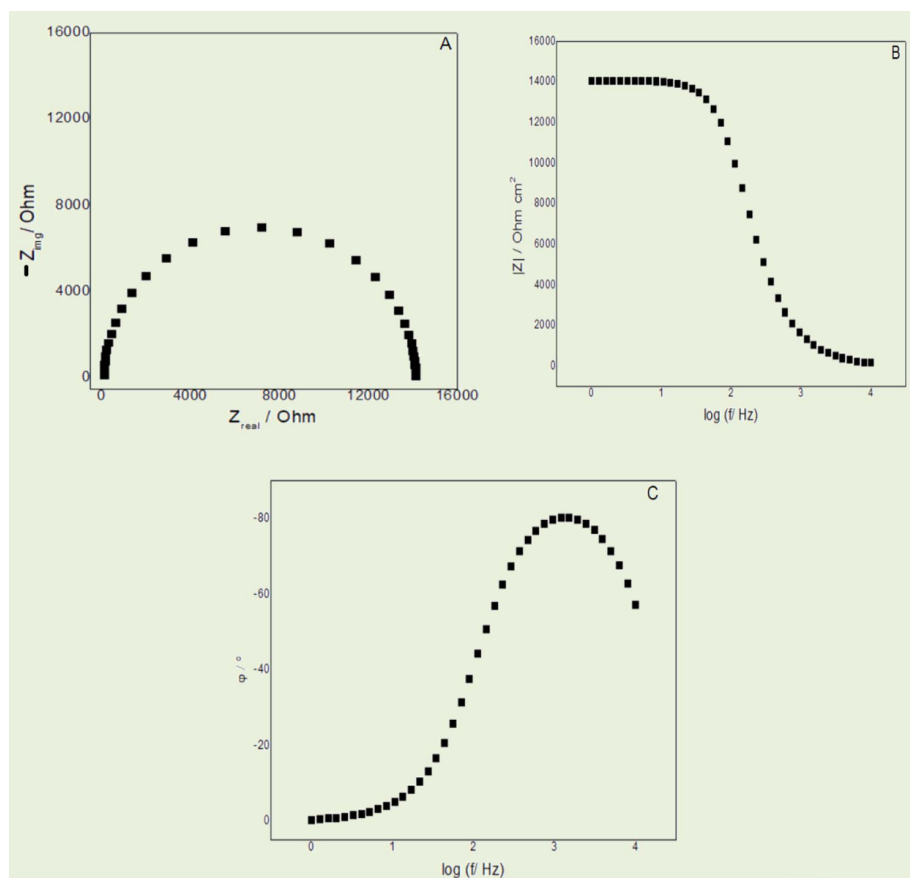 A
16000
12000
8000
4000
0
– Z img / Ohm
0 4000 8000 12000 16000
Z real / Ohm
B
16000
14000
12000
10000
8000
6000
4000
2000
0
|Z| / Ohm cm²
0 1 2 3 4
log (f/ Hz)
C
-80
-60
-40
-20
0
φ / °
0 1 2 3 4
log (f/ Hz)